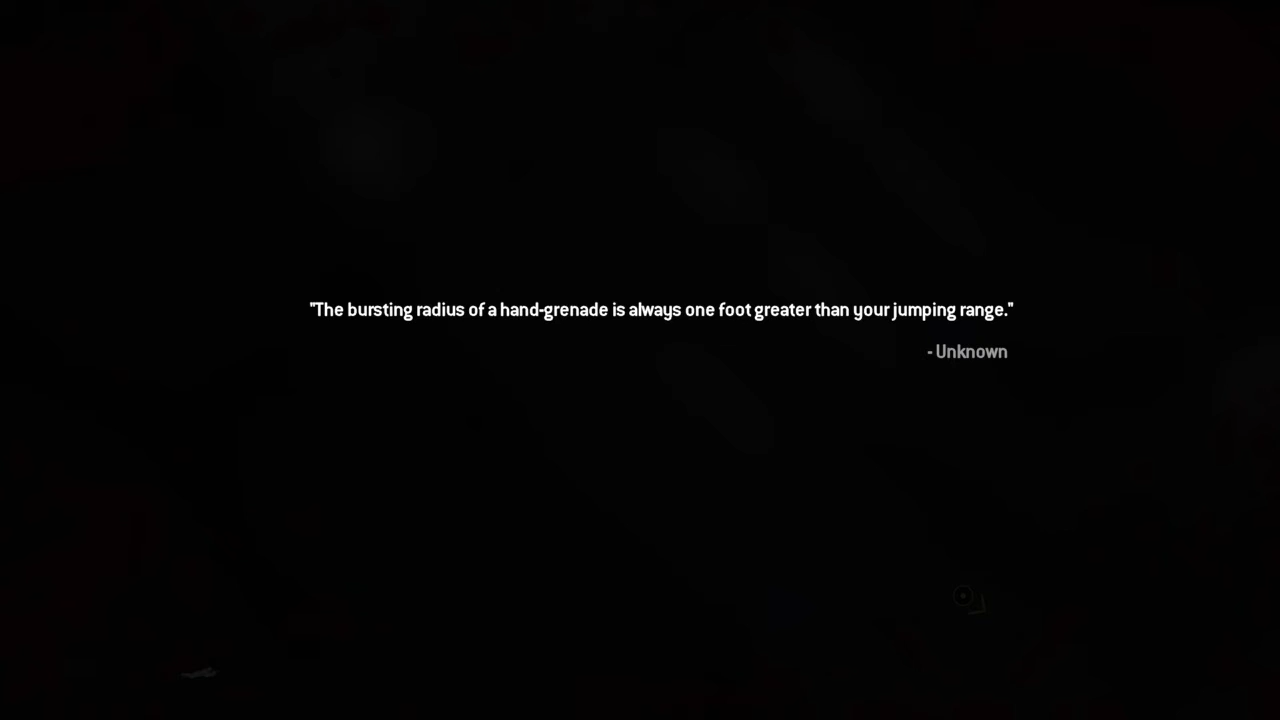 "The bursting radius of a hand-grenade is always one foot greater than your jumping range."
- Unknown